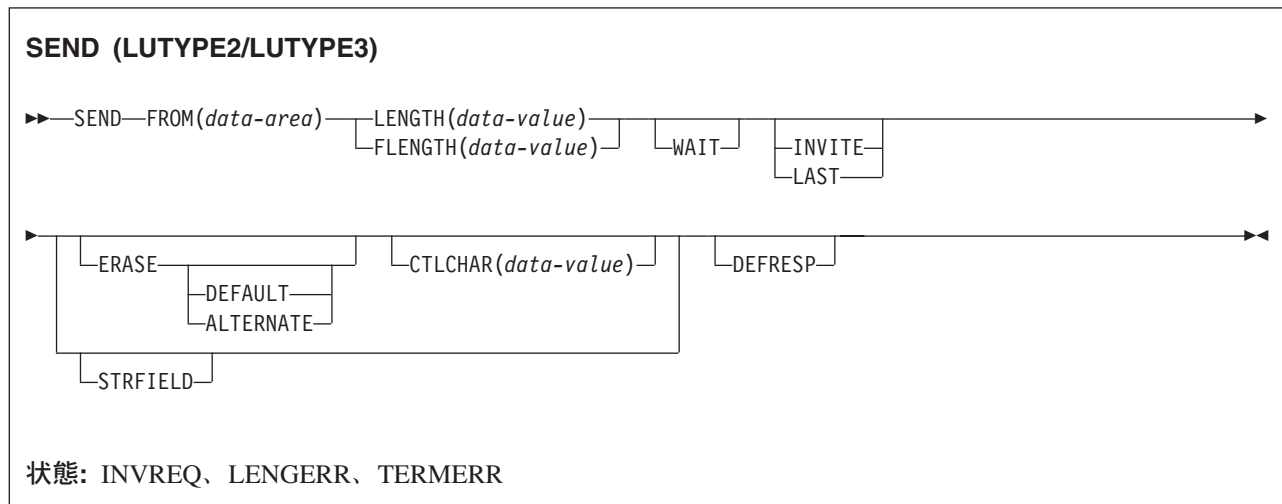 SEND (LUTYPE2/LUTYPE3)
SEND FROM(data-area) LENGTH(data-value)
FLENGTH(data-value) WAIT INVITE
LAST
ERASE CTLCHAR(data-value) DEFRESP
DEFAULT
ALTERNATE
STRFIELD
状態: INVREQ、LENGERR、TERMERR